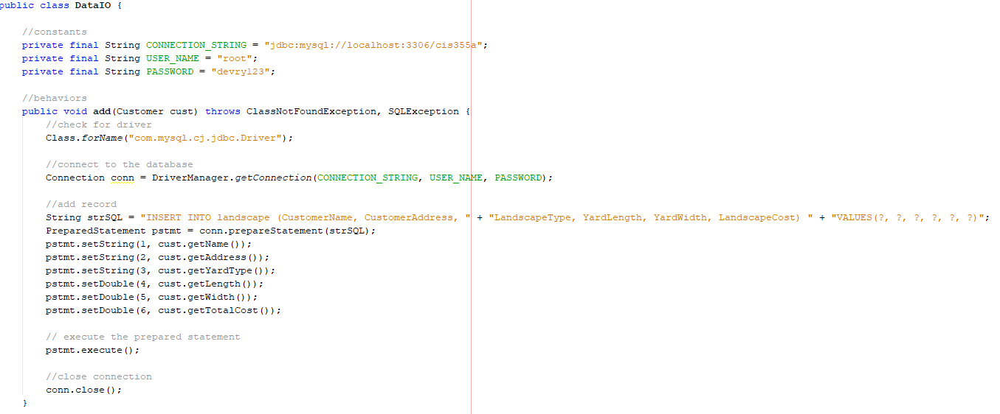 public class DataIO {
//constants
private final String CONNECTION_STRING = "jdbc:mysql://localhost:3306/cis355a";
private final String USER_NAME = "root";
private final String PASSWORD = "devry123";
//behaviors
public void add(Customer cust) throws ClassNotFoundException, SQLException {
//check for driver
Class.forName("com.mysql.cj.jdbc.Driver");
//connect to the database
Connection conn = DriverManager.getConnection(CONNECTION_STRING, USER_NAME, PASSWORD);
//add record
String strSQL = "INSERT INTO landscape (CustomerName, CustomerAddress, " + "LandscapeType, YardLength, YardWidth, LandscapeCost) " + "VALUES(?, ?, ?, ?, ?, ?)";
PreparedStatement pstmt = conn.prepareStatement(strSQL);
pstmt.setString(1, cust.getName());
pstmt.setString(2, cust.getAddress());
pstmt.setString(3, cust.getYardType());
pstmt.setDouble(4, cust.getLength());
pstmt.setDouble(5, cust.getWidth());
pstmt.setDouble(6, cust.getTotalCost());
// execute the prepared statement
pstmt.execute();
//close connection
conn.close();
}